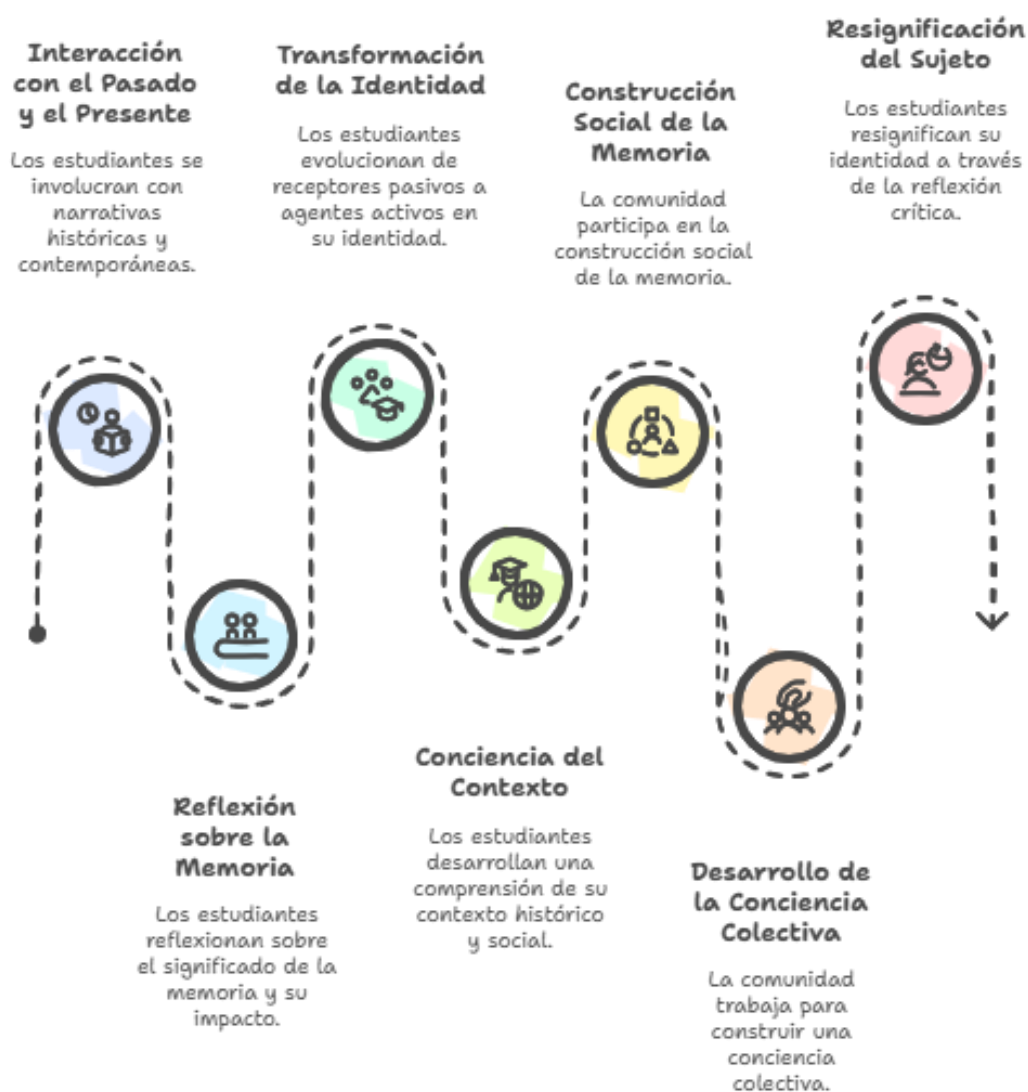 Interacción
con el Pasado
y el Presente
Los estudiantes se
involucran con
narrativas
históricas y
contemporáneas.
Reflexión
sobre la
Memoria
Los estudiantes
reflexionan sobre
el significado de la
memoria y su
impacto.
Transformación
de la Identidad
Los estudiantes
evolucionan de
receptores pasivos a
agentes activos en
su identidad.
Conciencia del
Contexto
Los estudiantes
desarrollan una
comprensión de su
contexto histórico
y social.
Construcción
Social de la
Memoria
La comunidad
participa en la
construcción social
de la memoria.
Desarrollo de
la Conciencia
Colectiva
La comunidad
trabaja para
construir una
conciencia
colectiva.
Resignificación
del Sujeto
Los estudiantes
resignifican su
identidad a través
de la reflexión
crítica.